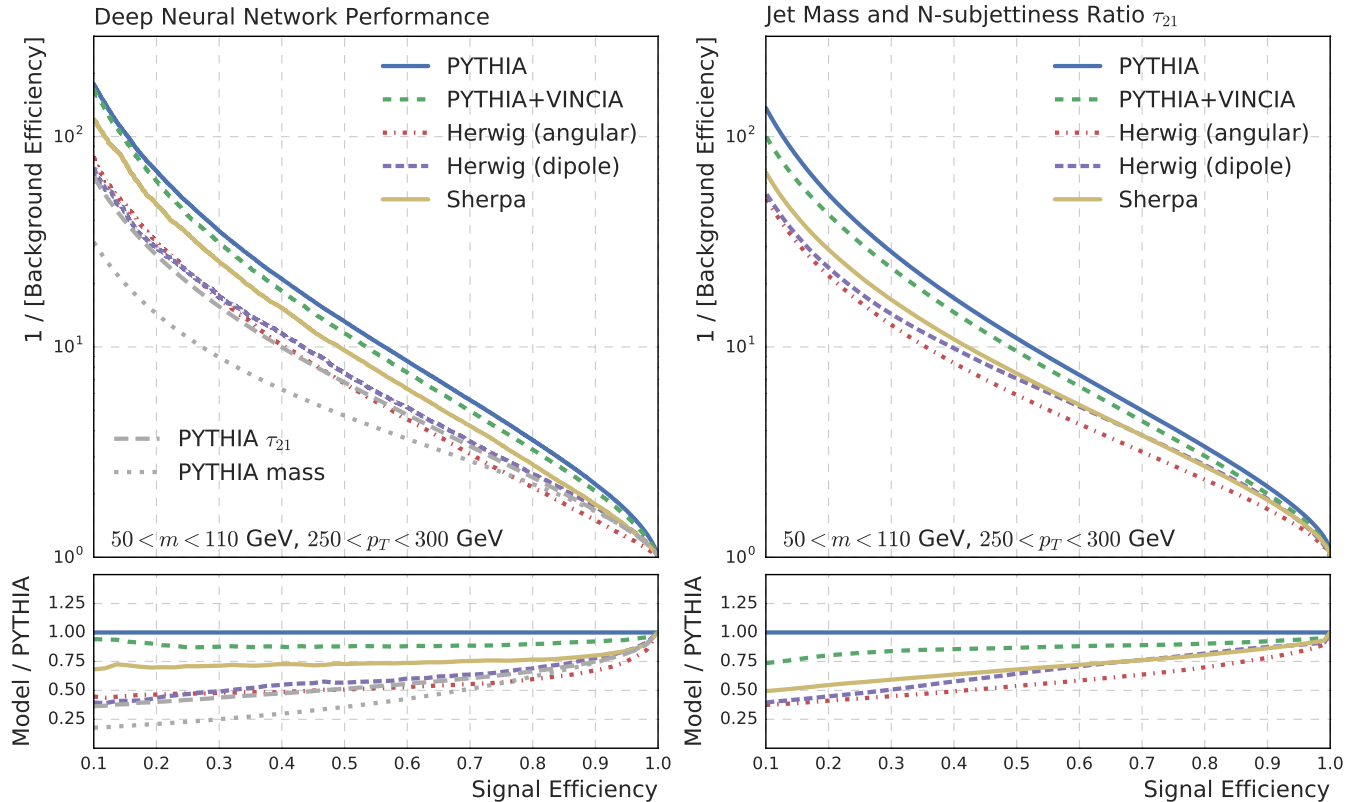 Deep Neural Network Performance
1 / [Background Efficiency]
10²
10¹
10⁰
PYTHIA
PYTHIA+VINCIA
Herwig (angular)
Herwig (dipole)
Sherpa
PYTHIA τ₂₁
PYTHIA mass
50 < m < 110 GeV, 250 < p_T < 300 GeV
Model / PYTHIA
1.25
1.00
0.75
0.50
0.25
0.1 0.2 0.3 0.4 0.5 0.6 0.7 0.8 0.9 1.0
Signal Efficiency
Jet Mass and N-subjettiness Ratio τ₂₁
1 / [Background Efficiency]
10²
10¹
10⁰
PYTHIA
PYTHIA+VINCIA
Herwig (angular)
Herwig (dipole)
Sherpa
50 < m < 110 GeV, 250 < p_T < 300 GeV
Model / PYTHIA
1.25
1.00
0.75
0.50
0.25
0.1 0.2 0.3 0.4 0.5 0.6 0.7 0.8 0.9 1.0
Signal Efficiency